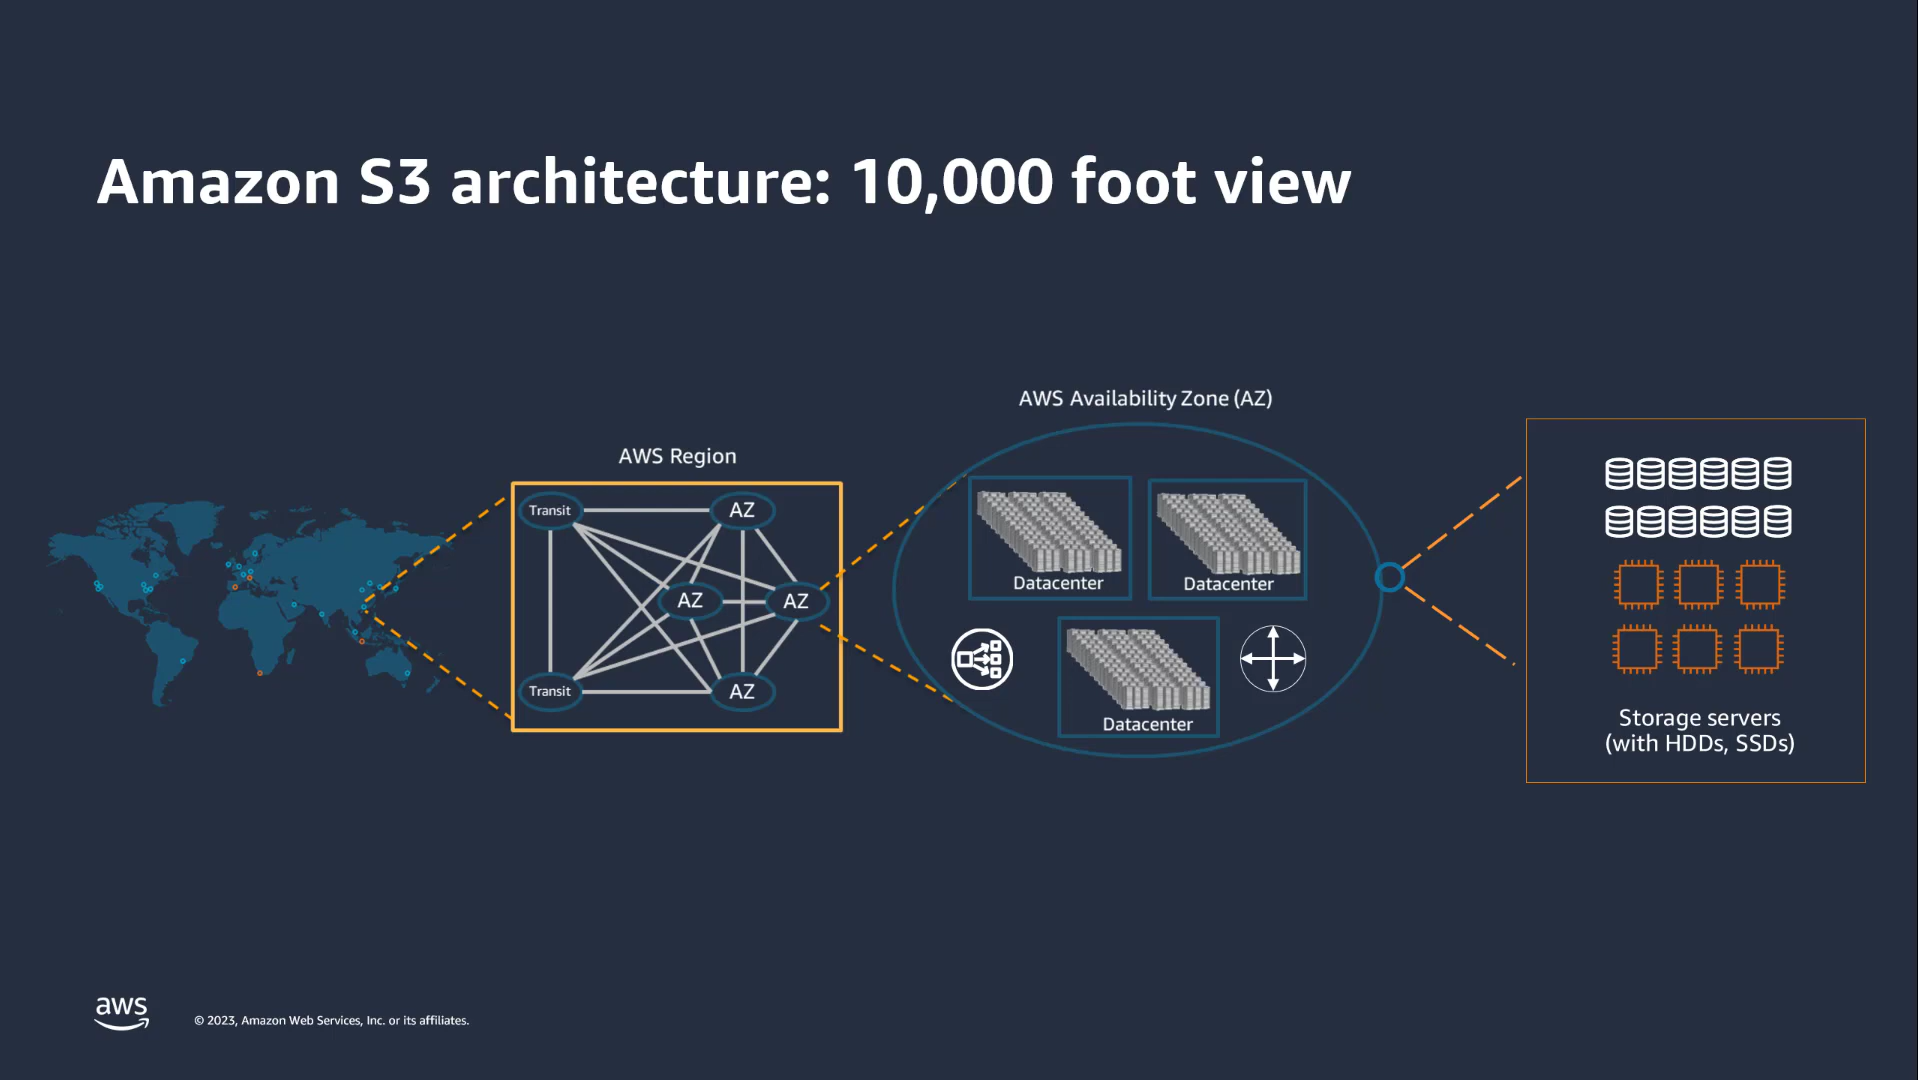 Amazon S3 architecture: 10,000 foot view
AWS Region
Transit
AZ
AZ
AZ
Transit
AZ
AWS Availability Zone (AZ)
Datacenter
Datacenter
Datacenter
Storage servers
(with HDDs, SSDs)
aws
© 2023, Amazon Web Services, Inc. or its affiliates.